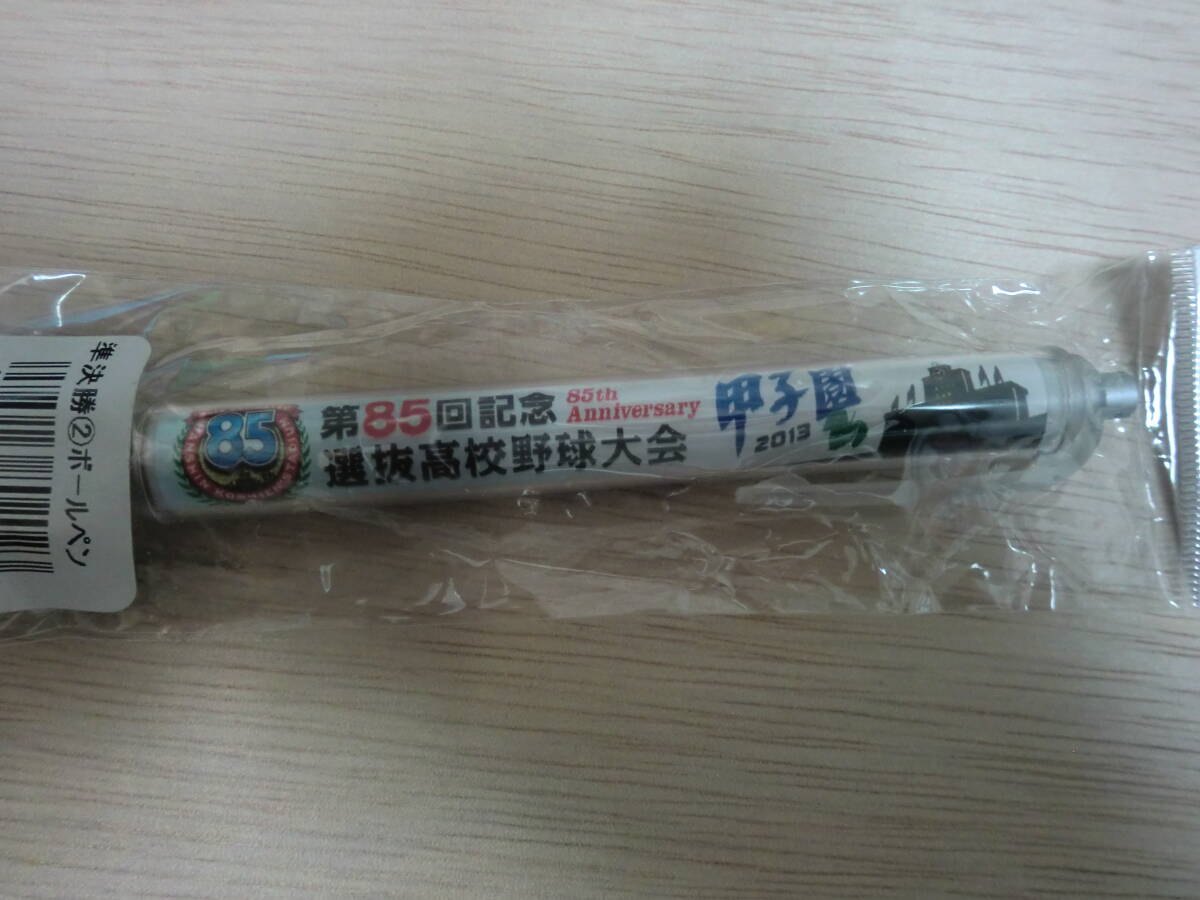 準決勝②ボールペン
85
第85回記念
85th
Anniversary
選抜高校野球大会
甲子園
2013